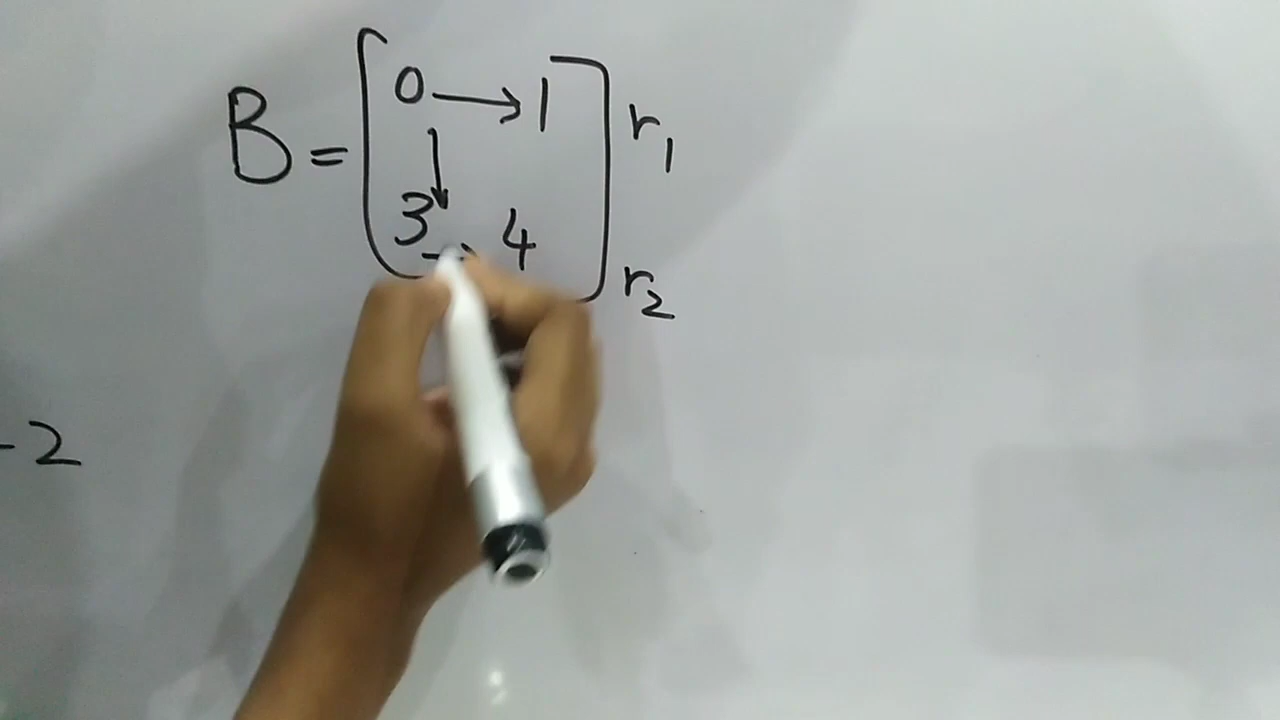 B = [ 0 → 1 ] r₁
↓
3 → 4 r₂
-2